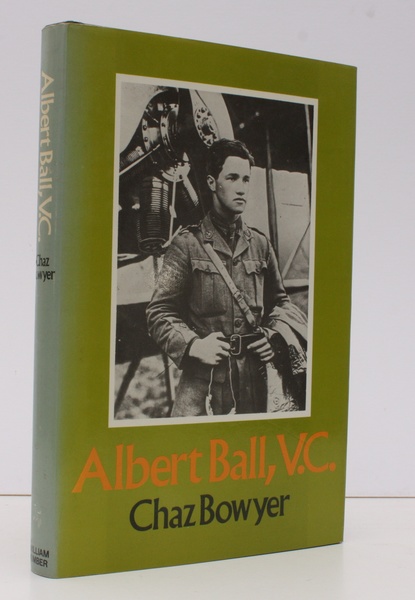 Albert Ball, V.C.
Chaz
Bowyer
WILLIAM
KIMBER
Albert Ball, V.C.
Chaz Bowyer